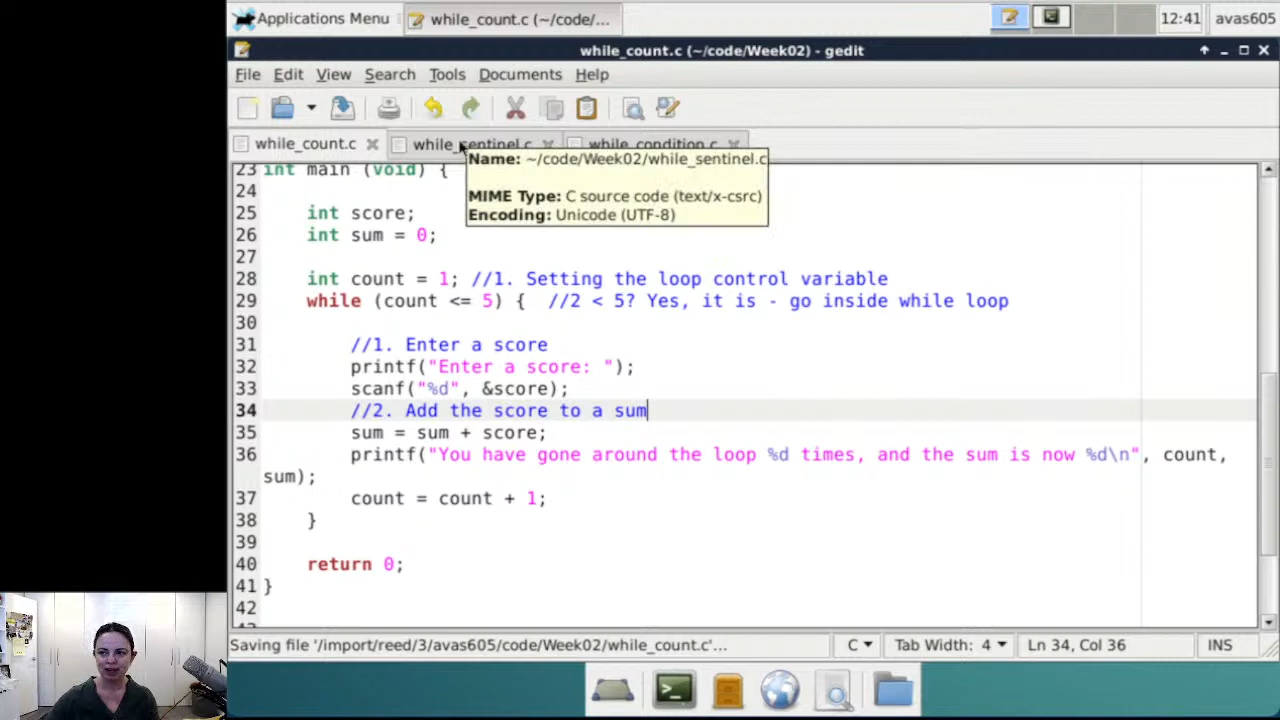 Applications Menu
while_count.c (~/code/...
12:41
avas605
while_count.c (~/code/Week02) - gedit
File Edit View Search Tools Documents Help
while_count.c
while_sentinel.c
while_condition.c
Name: ~/code/Week02/while_sentinel.c
MIME Type: C source code (text/x-csrc)
Encoding: Unicode (UTF-8)
23 int main (void) {
24
25 int score;
26 int sum = 0;
27
28 int count = 1; //1. Setting the loop control variable
29 while (count <= 5) { //2 < 5? Yes, it is - go inside while loop
30
31 //1. Enter a score
32 printf("Enter a score: ");
33 scanf("%d", &score);
34 //2. Add the score to a sum
35 sum = sum + score;
36 printf("You have gone around the loop %d times, and the sum is now %d\n", count,
sum);
37 count = count + 1;
38 }
39
40 return 0;
41 }
42
Saving file '/import/reed/3/avas605/code/Week02/while_count.c'...
C
Tab Width: 4
Ln 34, Col 36
INS